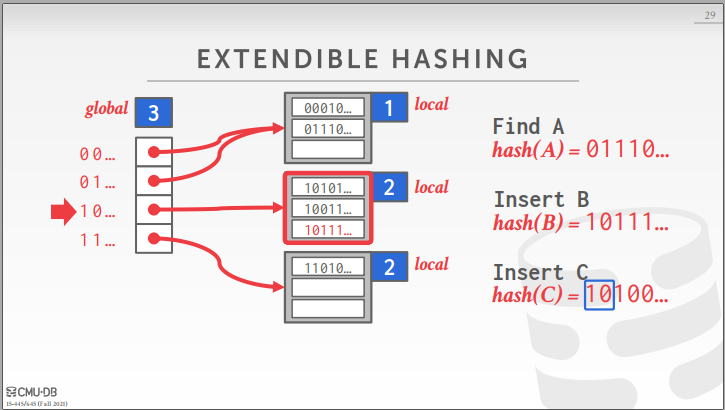 29
EXTENDIBLE HASHING
global 3
00...
01...
10...
11...
00010...
01110...
1 local
10101...
10011...
10111...
2 local
11010...
2 local
Find A
hash(A) = 01110...
Insert B
hash(B) = 10111...
Insert C
hash(C) = 10100...
CMU·DB
15-445/645 (Fall 2021)